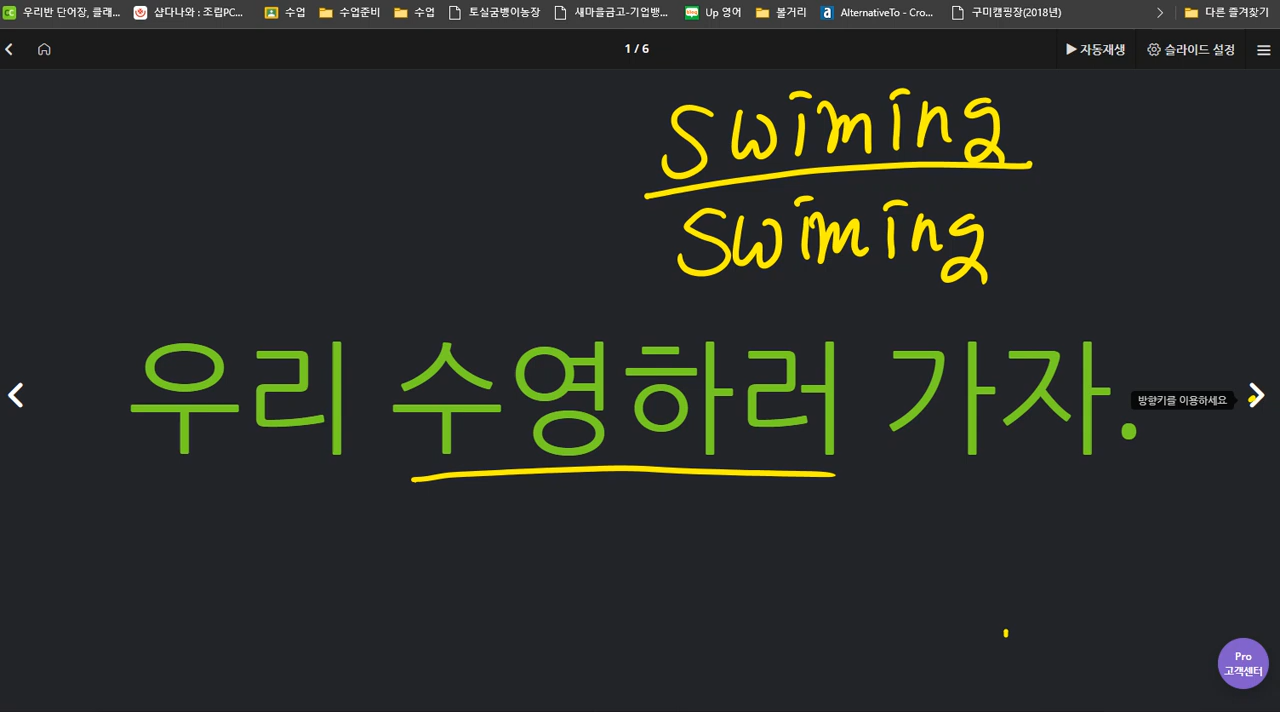 우리반 단어장, 클래... 샵다나와 : 조립PC... 수업 수업준비 수업 토실굼벵이농장 새마을금고-기업뱅... Up 영어 볼거리 AlternativeTo - Cro... 구미캠핑장(2018년) 다른 즐겨찾기
1 / 6 자동재생 슬라이드 설정
Swiming
Swiming
우리 수영하러 가자.
방향키를 이용하세요
Pro
고객센터